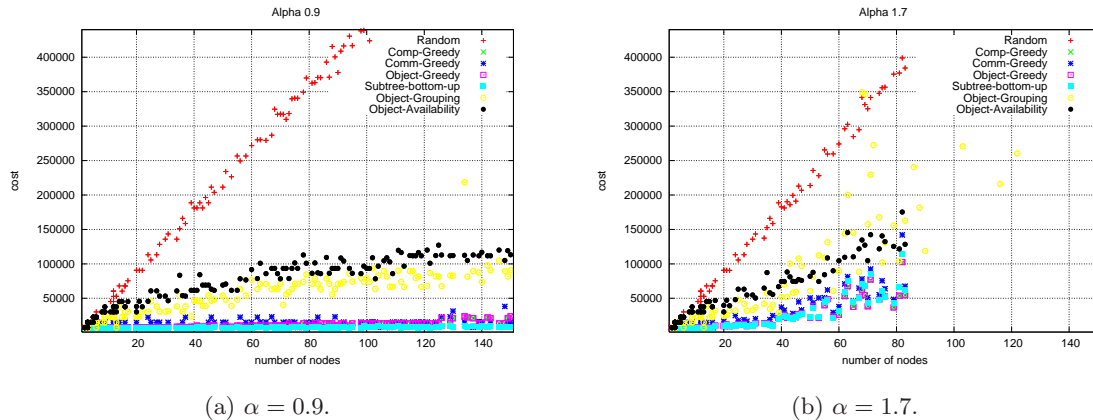 Alpha 0.9
400000
350000
300000
250000
200000
150000
100000
50000
cost
20 40 60 80 100 120 140
number of nodes
Random
Comp-Greedy
Comm-Greedy
Object-Greedy
Subtree-bottom-up
Object-Grouping
Object-Availability
(a) α = 0.9.
Alpha 1.7
400000
350000
300000
250000
200000
150000
100000
50000
cost
20 40 60 80 100 120 140
number of nodes
Random
Comp-Greedy
Comm-Greedy
Object-Greedy
Subtree-bottom-up
Object-Grouping
Object-Availability
(b) α = 1.7.